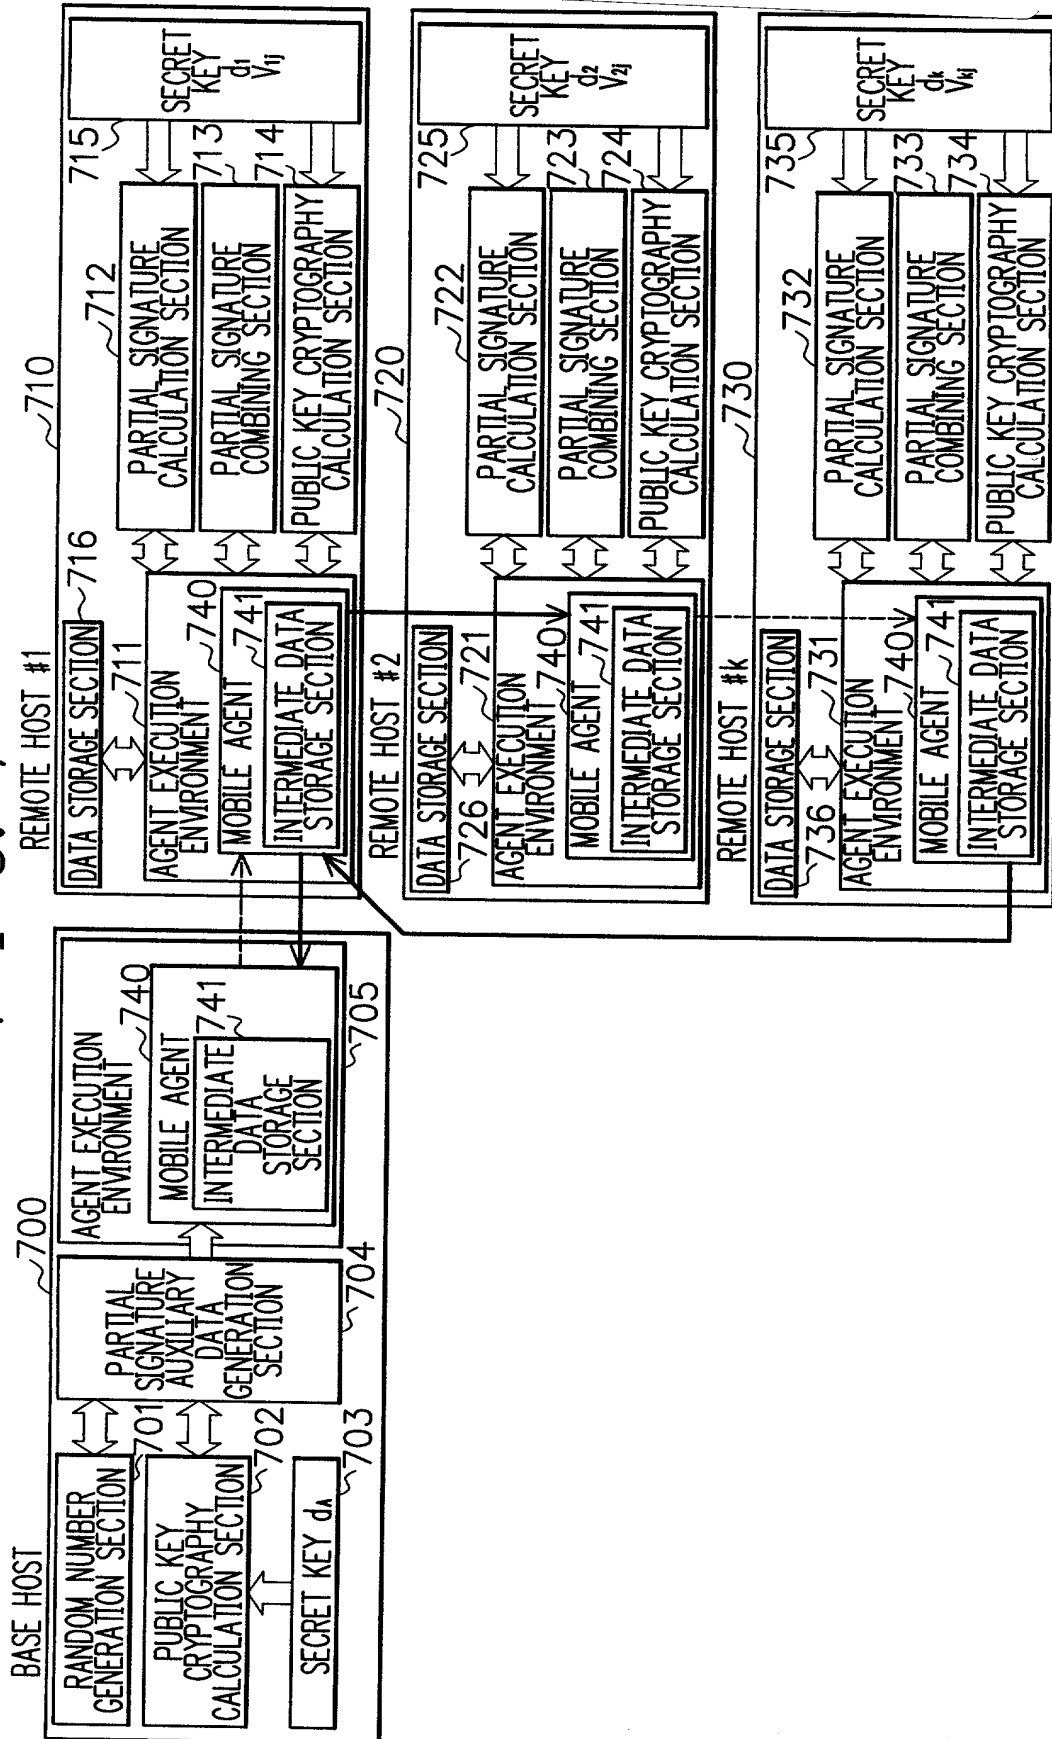 BASE HOST
700
RANDOM NUMBER
GENERATION SECTION
701
PUBLIC KEY
CRYPTOGRAPHY
CALCULATION SECTION
702
SECRET KEY dA
703
PARTIAL
SIGNATURE
AUXILIARY
DATA
GENERATION
SECTION
704
AGENT EXECUTION
ENVIRONMENT
740
MOBILE AGENT
741
INTERMEDIATE
DATA
STORAGE
SECTION
705
REMOTE HOST #1
710
DATA STORAGE SECTION
716
711
AGENT EXECUTION
ENVIRONMENT
740
MOBILE AGENT
741
INTERMEDIATE DATA
STORAGE SECTION
712
PARTIAL SIGNATURE
CALCULATION SECTION
713
PARTIAL SIGNATURE
COMBINING SECTION
714
PUBLIC KEY CRYPTOGRAPHY
CALCULATION SECTION
715
SECRET
KEY
d1
V1j
REMOTE HOST #2
720
DATA STORAGE SECTION
726
721
AGENT EXECUTION
ENVIRONMENT
740
MOBILE AGENT
741
INTERMEDIATE DATA
STORAGE SECTION
722
PARTIAL SIGNATURE
CALCULATION SECTION
723
PARTIAL SIGNATURE
COMBINING SECTION
724
PUBLIC KEY CRYPTOGRAPHY
CALCULATION SECTION
725
SECRET
KEY
d2
V2j
REMOTE HOST #k
730
DATA STORAGE SECTION
736
731
AGENT EXECUTION
ENVIRONMENT
740
MOBILE AGENT
741
INTERMEDIATE DATA
STORAGE SECTION
732
PARTIAL SIGNATURE
CALCULATION SECTION
733
PARTIAL SIGNATURE
COMBINING SECTION
734
PUBLIC KEY CRYPTOGRAPHY
CALCULATION SECTION
735
SECRET
KEY
dk
Vkj